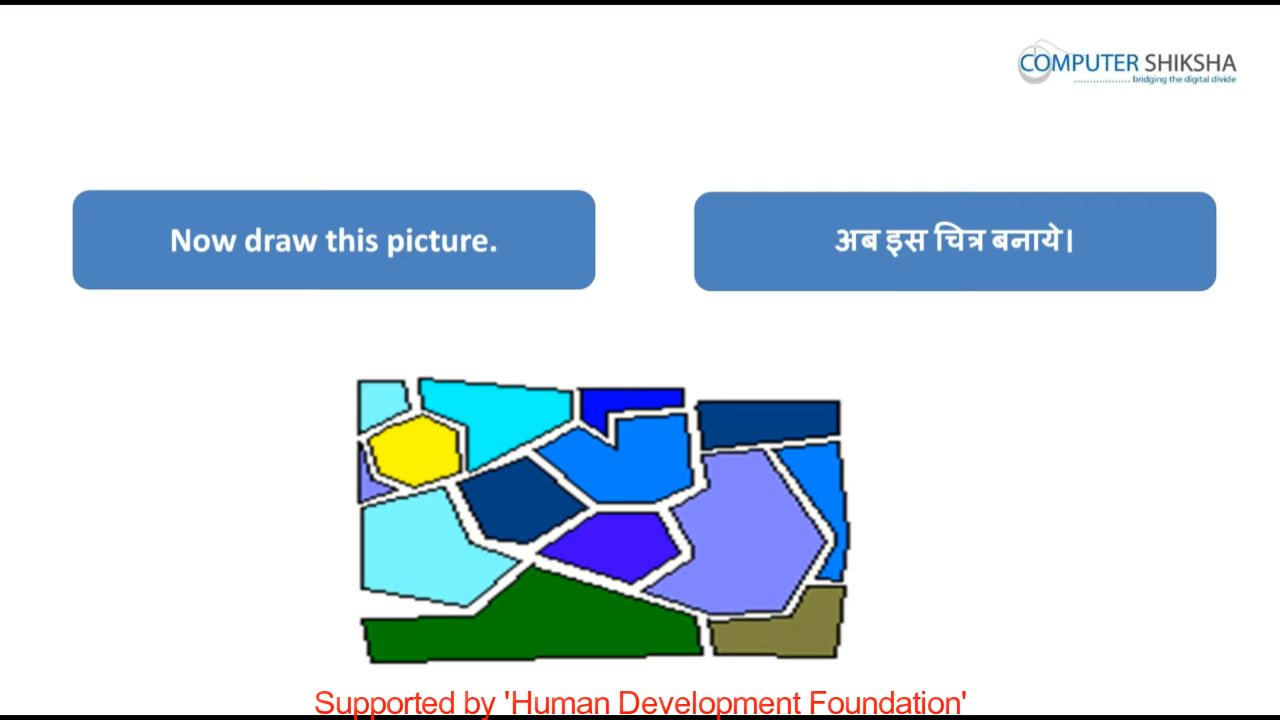 COMPUTER SHIKSHA
bridging the digital divide
Now draw this picture.
अब इस चित्र बनाये।
Supported by 'Human Development Foundation'